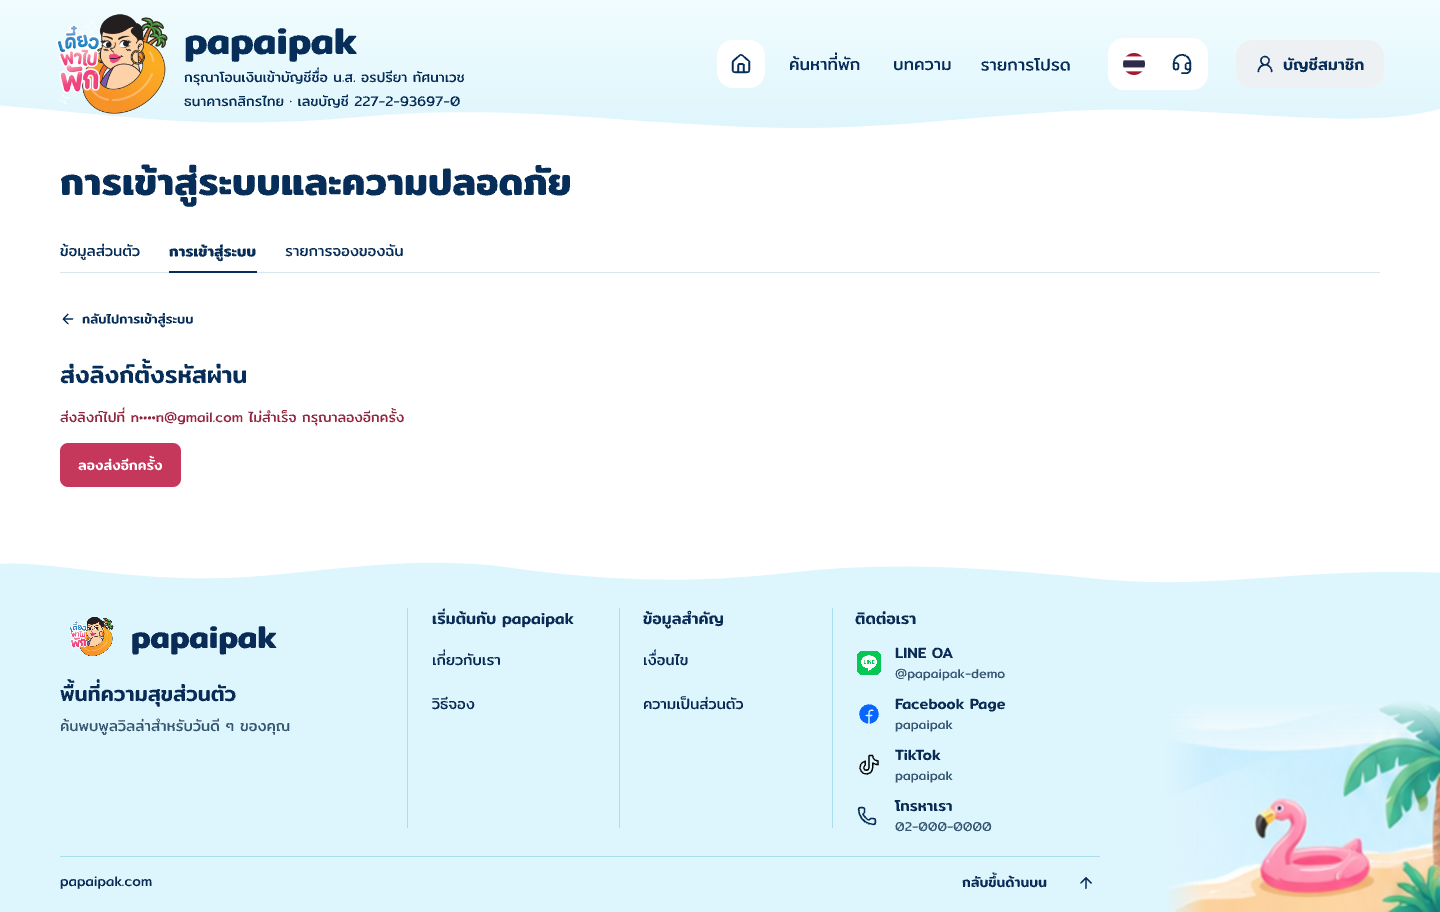 เดี๋ยว
พาไป
พัก
papaipak
กรุณาโอนเงินเข้าบัญชีชื่อ น.ส. อรปรียา ทัศนาเวช
ธนาคารกสิกรไทย · เลขบัญชี 227-2-93697-0
ค้นหาที่พัก
บทความ
รายการโปรด
บัญชีสมาชิก
การเข้าสู่ระบบและความปลอดภัย
ข้อมูลส่วนตัว
การเข้าสู่ระบบ
รายการจองของฉัน
กลับไปการเข้าสู่ระบบ
ส่งลิงก์ตั้งรหัสผ่าน
ส่งลิงก์ไปที่ n••••n@gmail.com ไม่สำเร็จ กรุณาลองอีกครั้ง
ลองส่งอีกครั้ง
เดี๋ยว
พาไป
พัก
papaipak
พื้นที่ความสุขส่วนตัว
ค้นพบพูลวิลล่าสำหรับวันดี ๆ ของคุณ
เริ่มต้นกับ papaipak
เกี่ยวกับเรา
วิธีจอง
ข้อมูลสำคัญ
เงื่อนไข
ความเป็นส่วนตัว
ติดต่อเรา
LINE
LINE OA
@papaipak-demo
Facebook Page
papaipak
TikTok
papaipak
โทรหาเรา
02-000-0000
papaipak.com
กลับขึ้นด้านบน